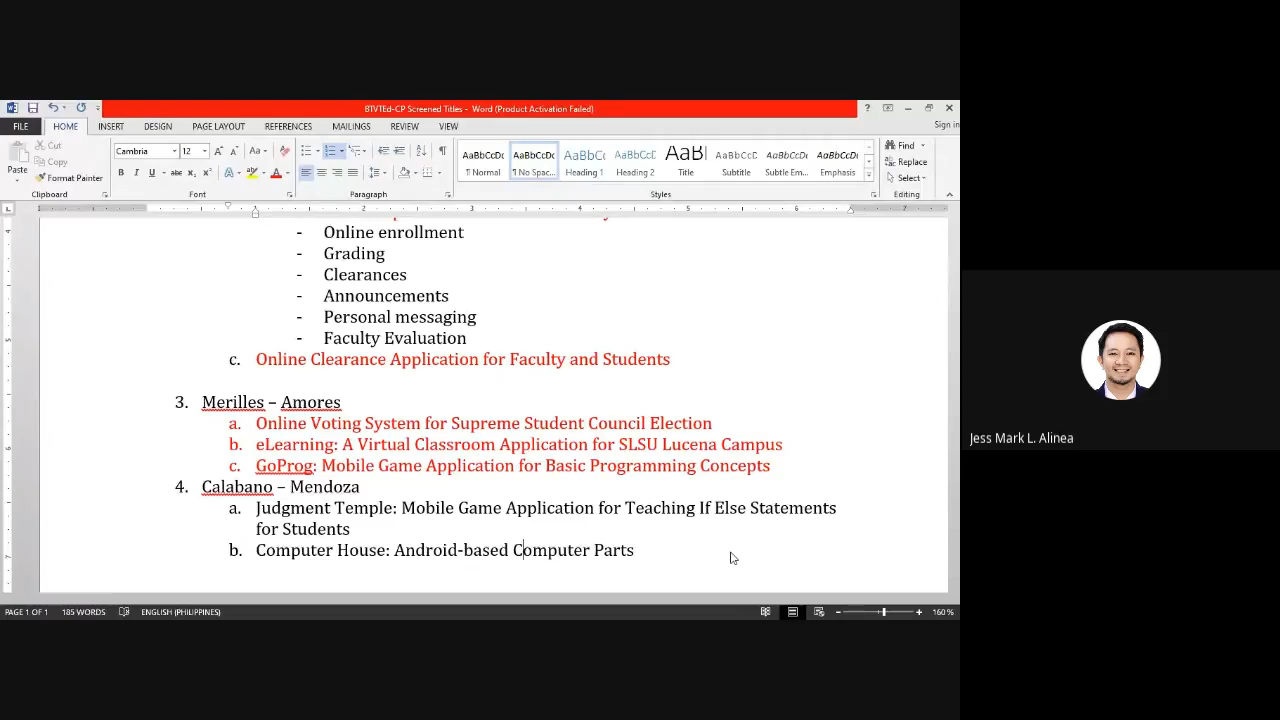 BTVTEd-CP Screened Titles - Word (Product Activation Failed)
FILE HOME INSERT DESIGN PAGE LAYOUT REFERENCES MAILINGS REVIEW VIEW Sign in
Paste
Cut
Copy
Format Painter
Clipboard
Cambria 12
Font
Paragraph
AaBbCcDc AaBbCcDc AaBbCc AaBbCcC AaBl AaBbCcC AaBbCcDc AaBbCcDc
¶ Normal ¶ No Spac... Heading 1 Heading 2 Title Subtitle Subtle Em... Emphasis
Styles
Find
Replace
Select
Editing
- Online enrollment
- Grading
- Clearances
- Announcements
- Personal messaging
- Faculty Evaluation
c. Online Clearance Application for Faculty and Students
3. Merilles – Amores
a. Online Voting System for Supreme Student Council Election
b. eLearning: A Virtual Classroom Application for SLSU Lucena Campus
c. GoProg: Mobile Game Application for Basic Programming Concepts
4. Calabano – Mendoza
a. Judgment Temple: Mobile Game Application for Teaching If Else Statements
for Students
b. Computer House: Android-based Computer Parts
PAGE 1 OF 1 185 WORDS ENGLISH (PHILIPPINES) 160 %
Jess Mark L. Alinea